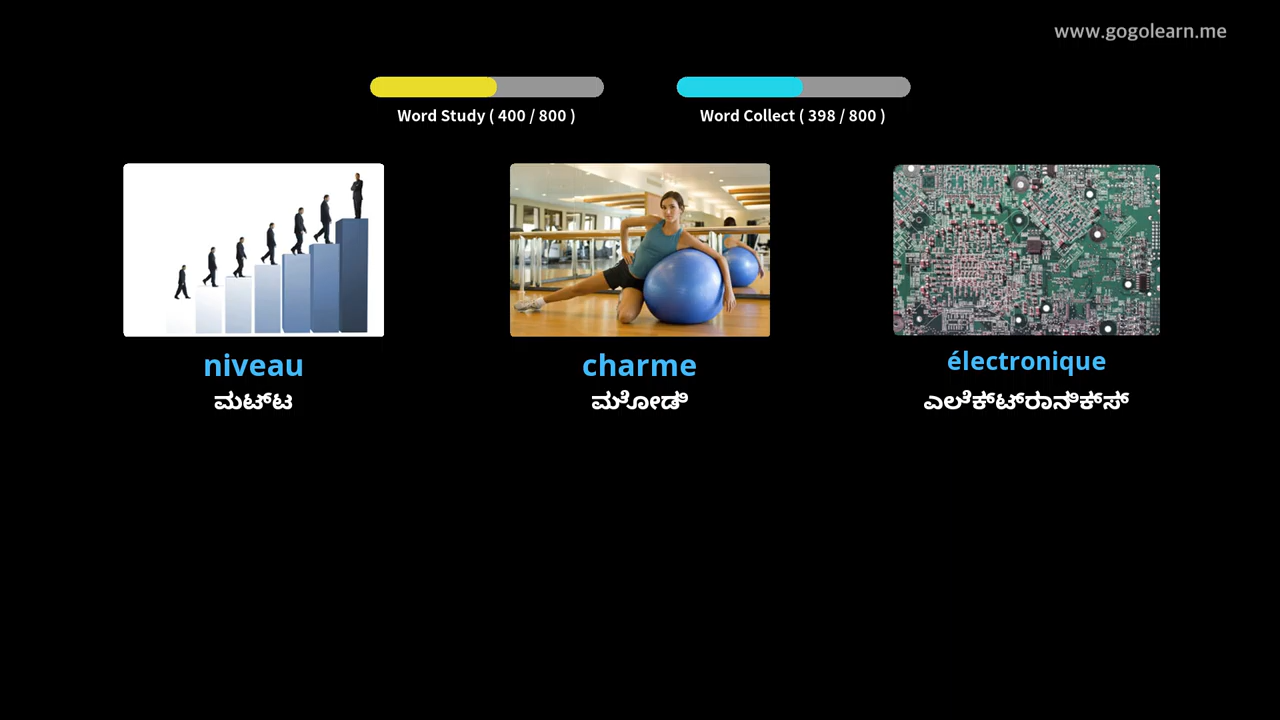 www.gogolearn.me
Word Study ( 400 / 800 )
Word Collect ( 398 / 800 )
niveau
charme
électronique
ಮಟ್ಟ
ಮೋಡಿ
ಎಲೆಕ್ಟ್ರಾನಿಕ್ಸ್